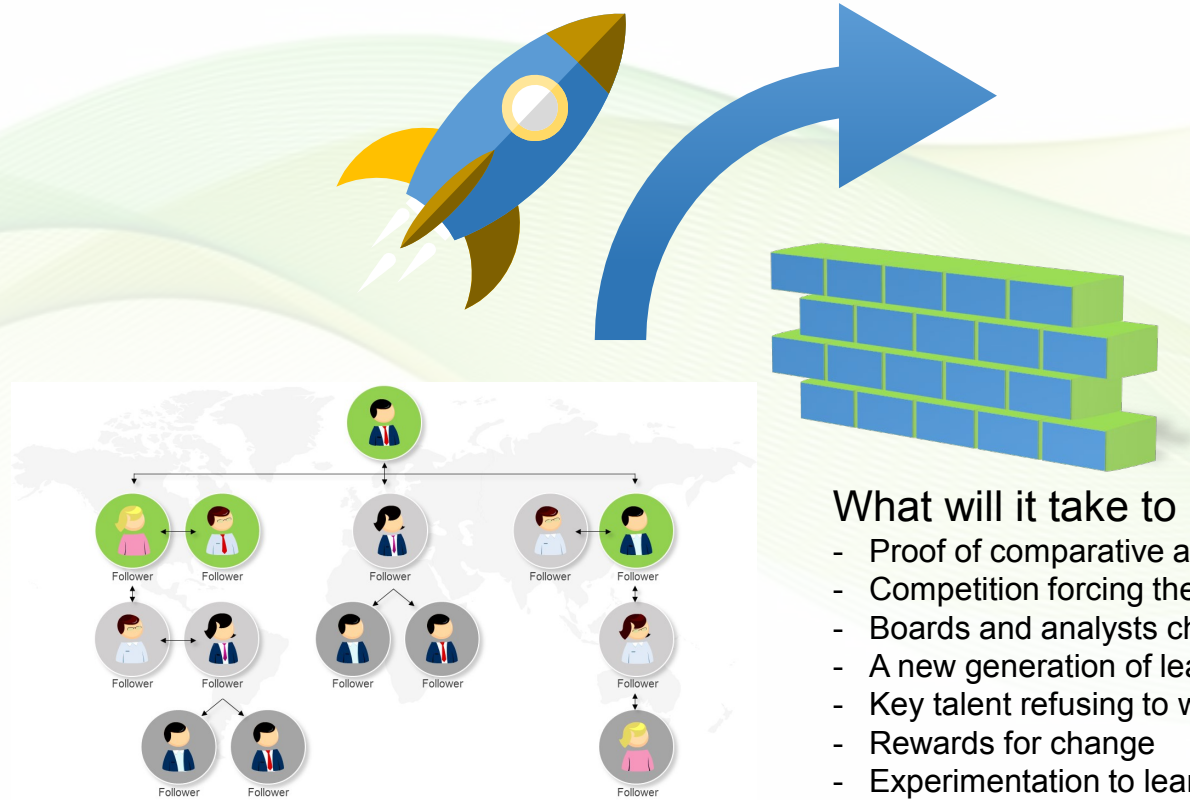 Follower Follower Follower Follower Follower
Follower Follower Follower Follower Follower
Follower Follower Follower
What will it take to
- Proof of comparative
- Competition forcing
- Boards and analysts
- A new generation of
- Key talent refusing to
- Rewards for change
- Experimentation to